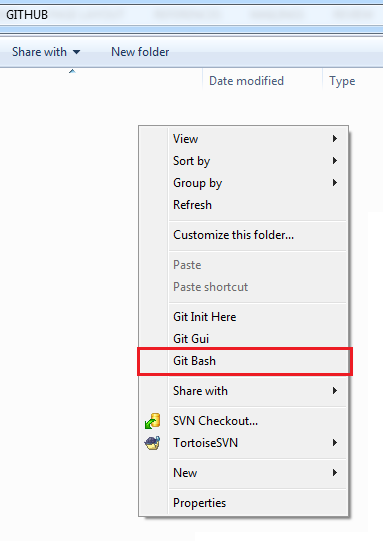 GITHUB
Share with New folder
Date modified Type
View
Sort by
Group by
Refresh
Customize this folder...
Paste
Paste shortcut
Git Init Here
Git Gui
Git Bash
Share with
SVN Checkout...
TortoiseSVN
New
Properties